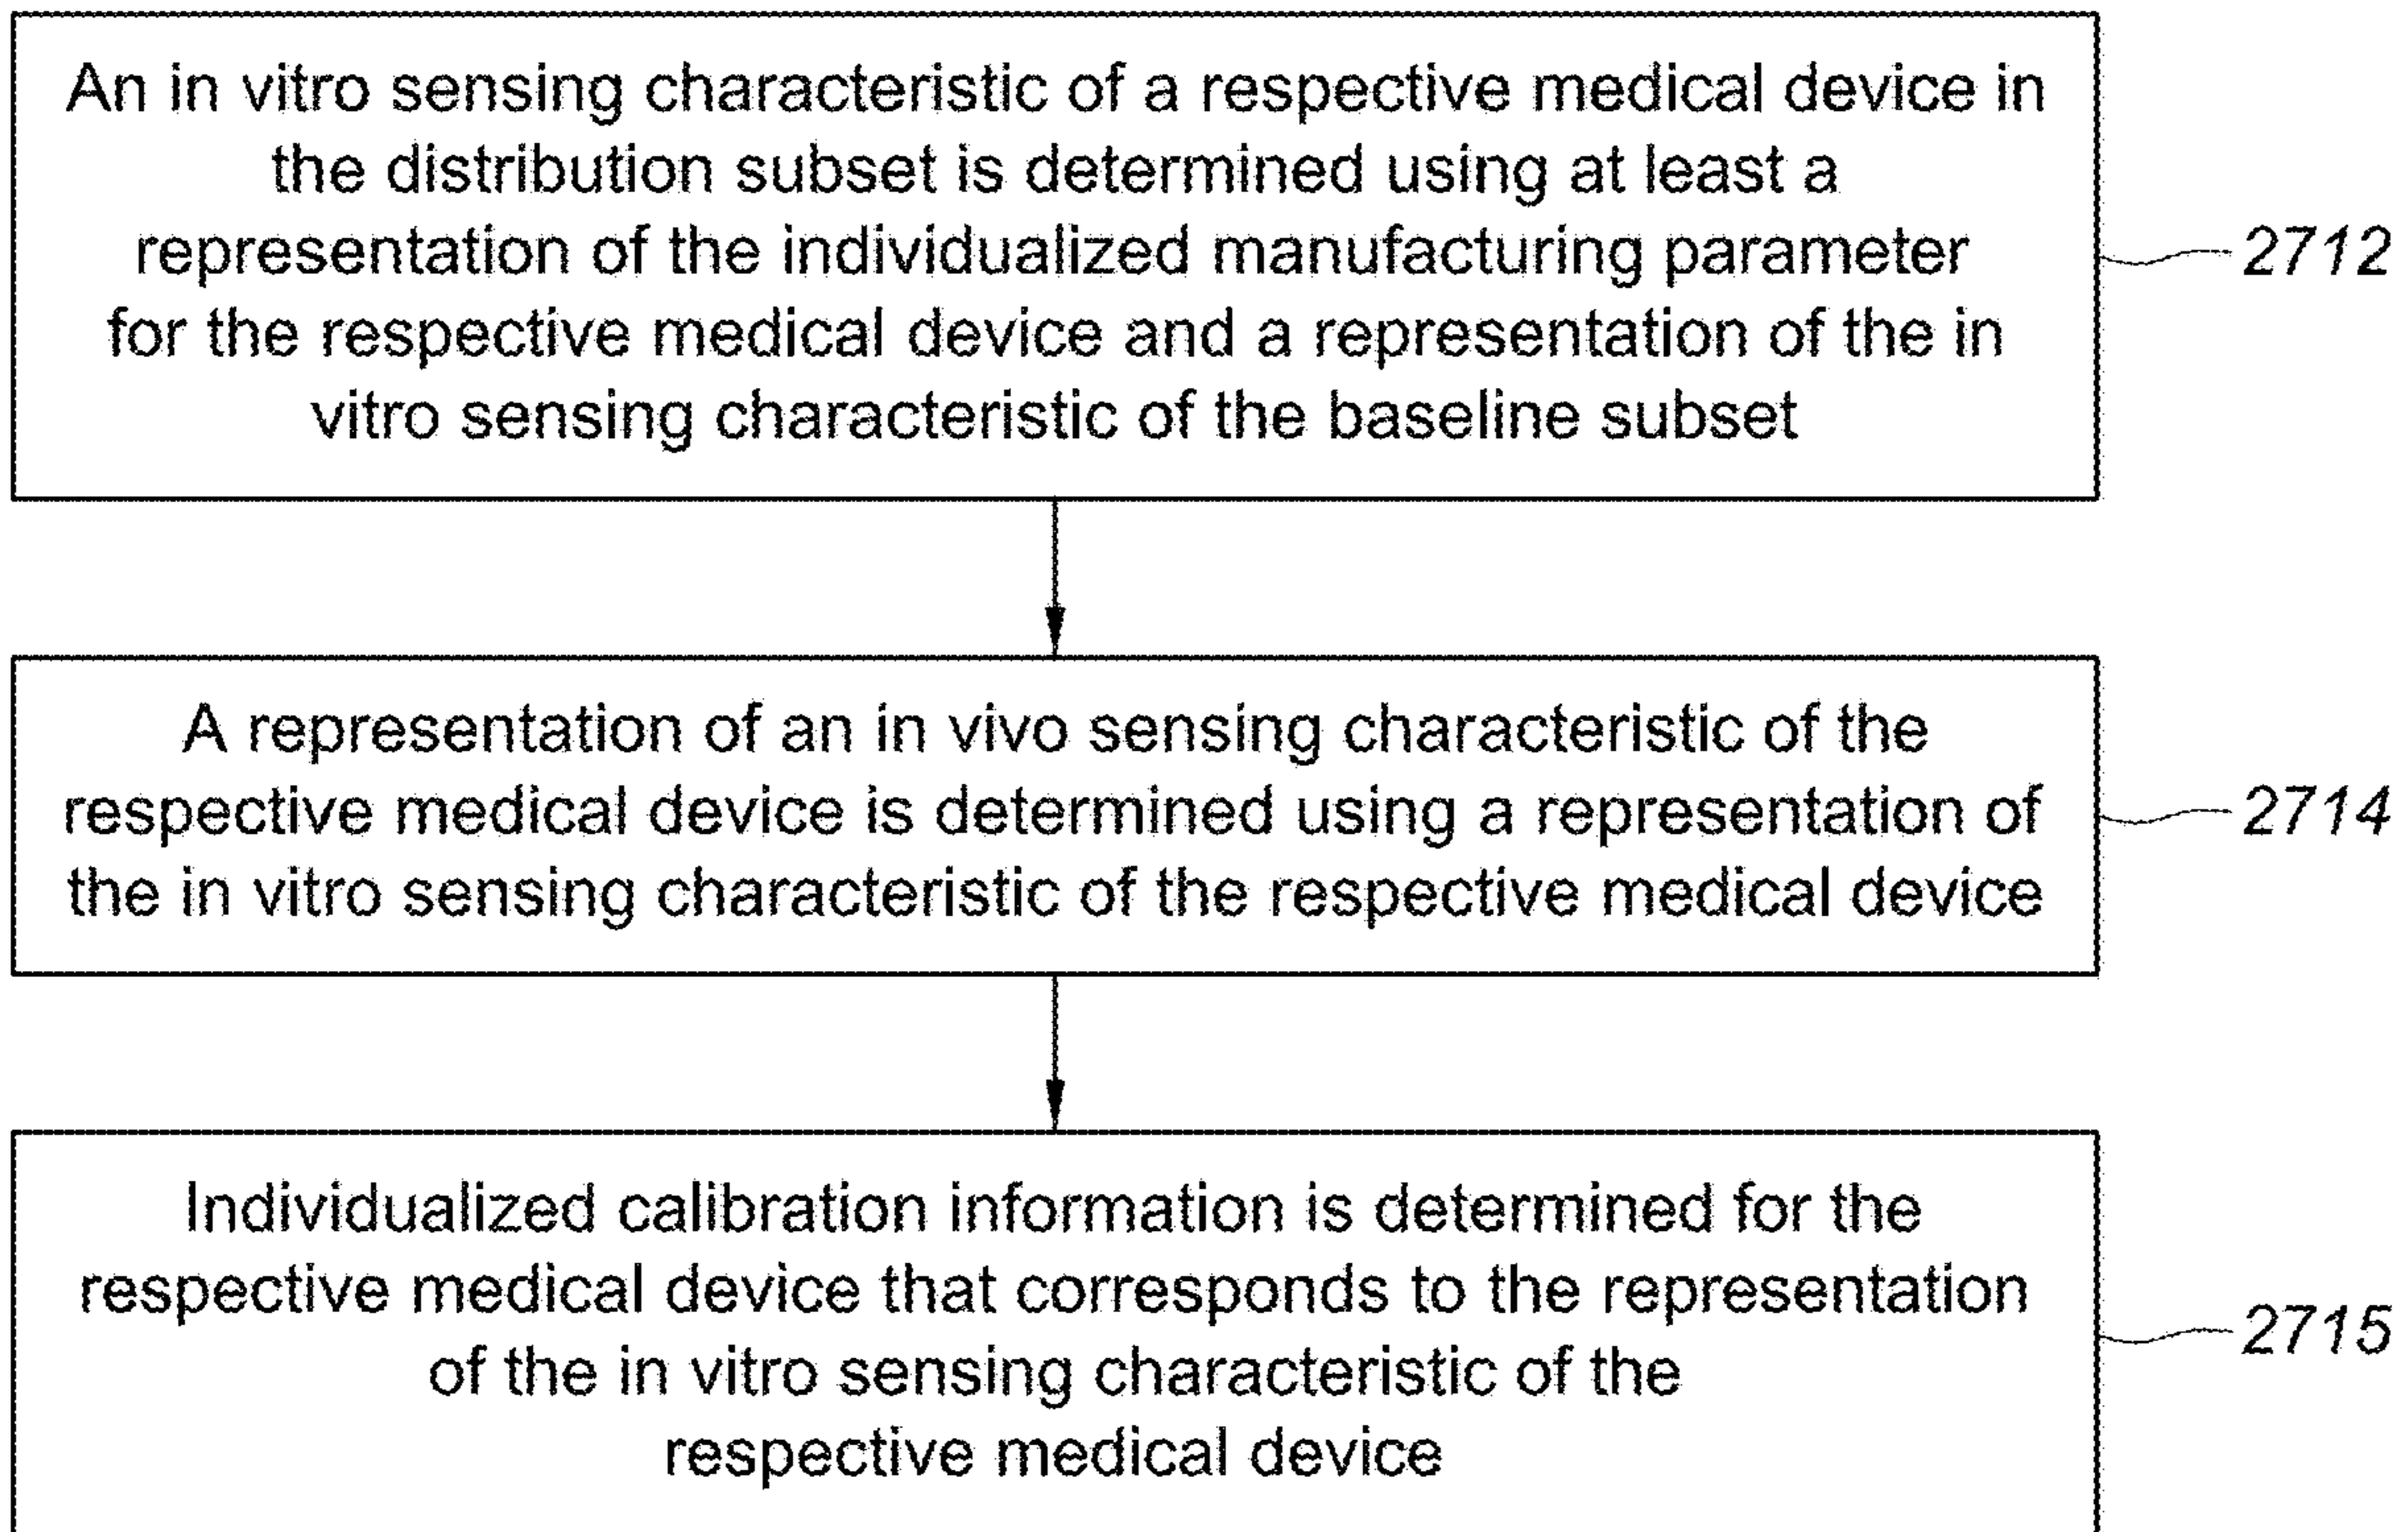 An in vitro sensing characteristic of a respective medical device in
the distribution subset is determined using at least a
representation of the individualized manufacturing parameter
for the respective medical device and a representation of the in
vitro sensing characteristic of the baseline subset
2712
A representation of an in vivo sensing characteristic of the
respective medical device is determined using a representation of
the in vitro sensing characteristic of the respective medical device
2714
Individualized calibration information is determined for the
respective medical device that corresponds to the representation
of the in vitro sensing characteristic of the
respective medical device
2715